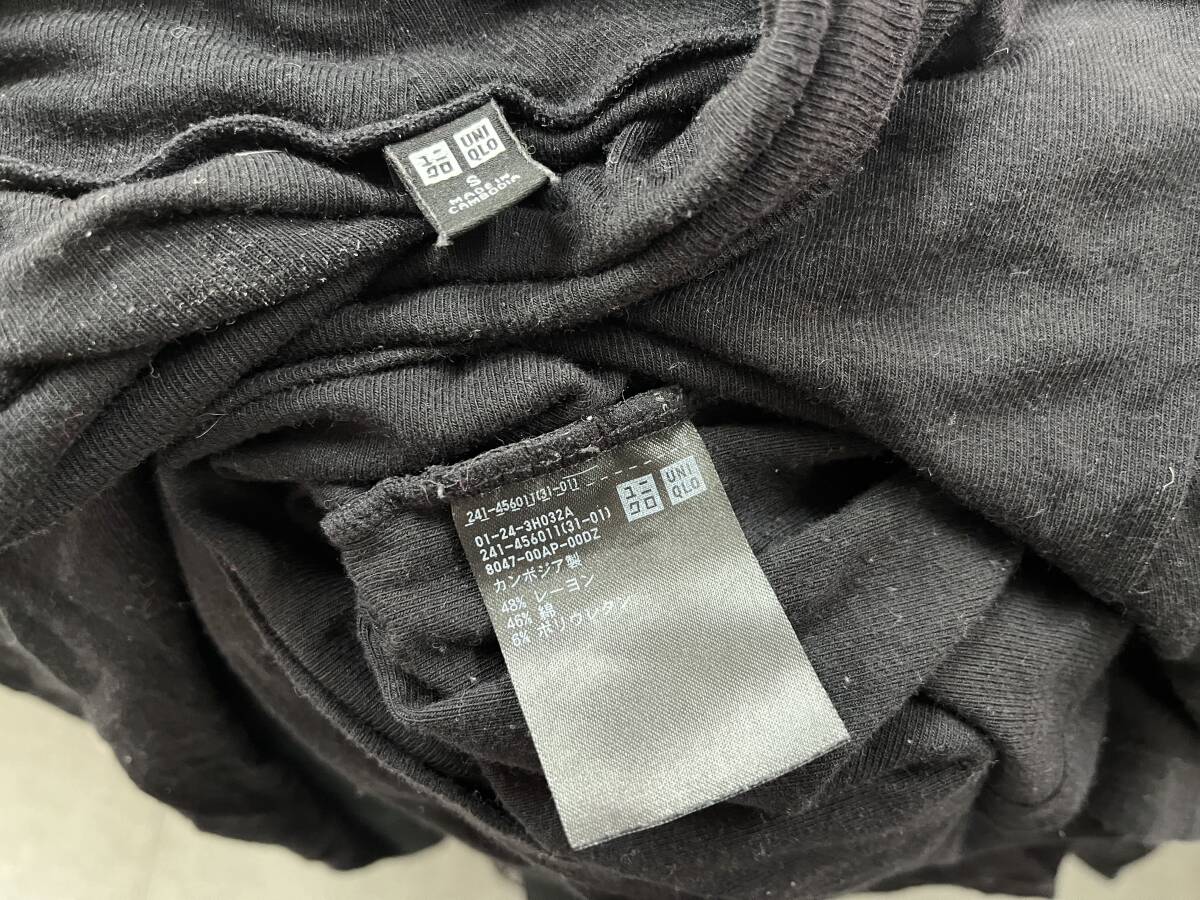 ユニ
クロ
UNI
QLO
S
MADE IN
CAMBODIA
ユニ
クロ
UNI
QLO
241-456011(31-01)
01-24-3H032A
241-456011(31-01)
8047-00AP-00DZ
カンボジア製
48% レーヨン
46% 綿
6% ポリウレタン